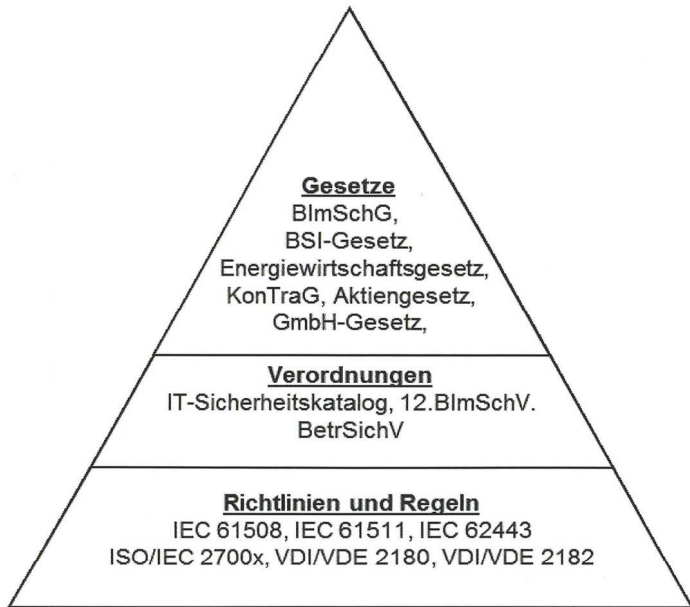 Gesetze
BImSchG,
BSI-Gesetz,
Energiewirtschaftsgesetz,
KonTraG, Aktiengesetz,
GmbH-Gesetz,
Verordnungen
IT-Sicherheitskatalog, 12.BImSchV.
BetrSichV
Richtlinien und Regeln
IEC 61508, IEC 61511, IEC 62443
ISO/IEC 2700x, VDI/VDE 2180, VDI/VDE 2182